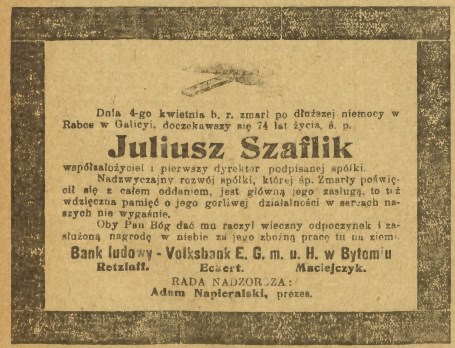 Dnia 4-go kwietnia b. r. zmarł po dłuższej niemocy w
Rabce w Galicyi, doczekawszy się 74 lat życia, ś. p.
Juliusz Szaflik
współzałożyciel i pierwszy dyrektor podpisanej spółki.
Nadzwyczajny rozwój spółki, której śp. Zmarły poświę-
cił się z całem oddaniem, jest główną jego zasługą, to też
wdzięczna pamięć o jego gorliwej działalności w sercach na-
szych nie wygaśnie.
Oby Pan Bóg dać mu raczył wieczny odpoczynek i za-
służoną nagrodę w niebie za jego zbożną pracę tu na ziemi.
Bank ludowy - Volksbank E. G. m. u. H. w Bytomiu
Retzlaff. Eckert. Maciejczyk.
RADA NADZORCZA:
Adam Napieralski, prezes.